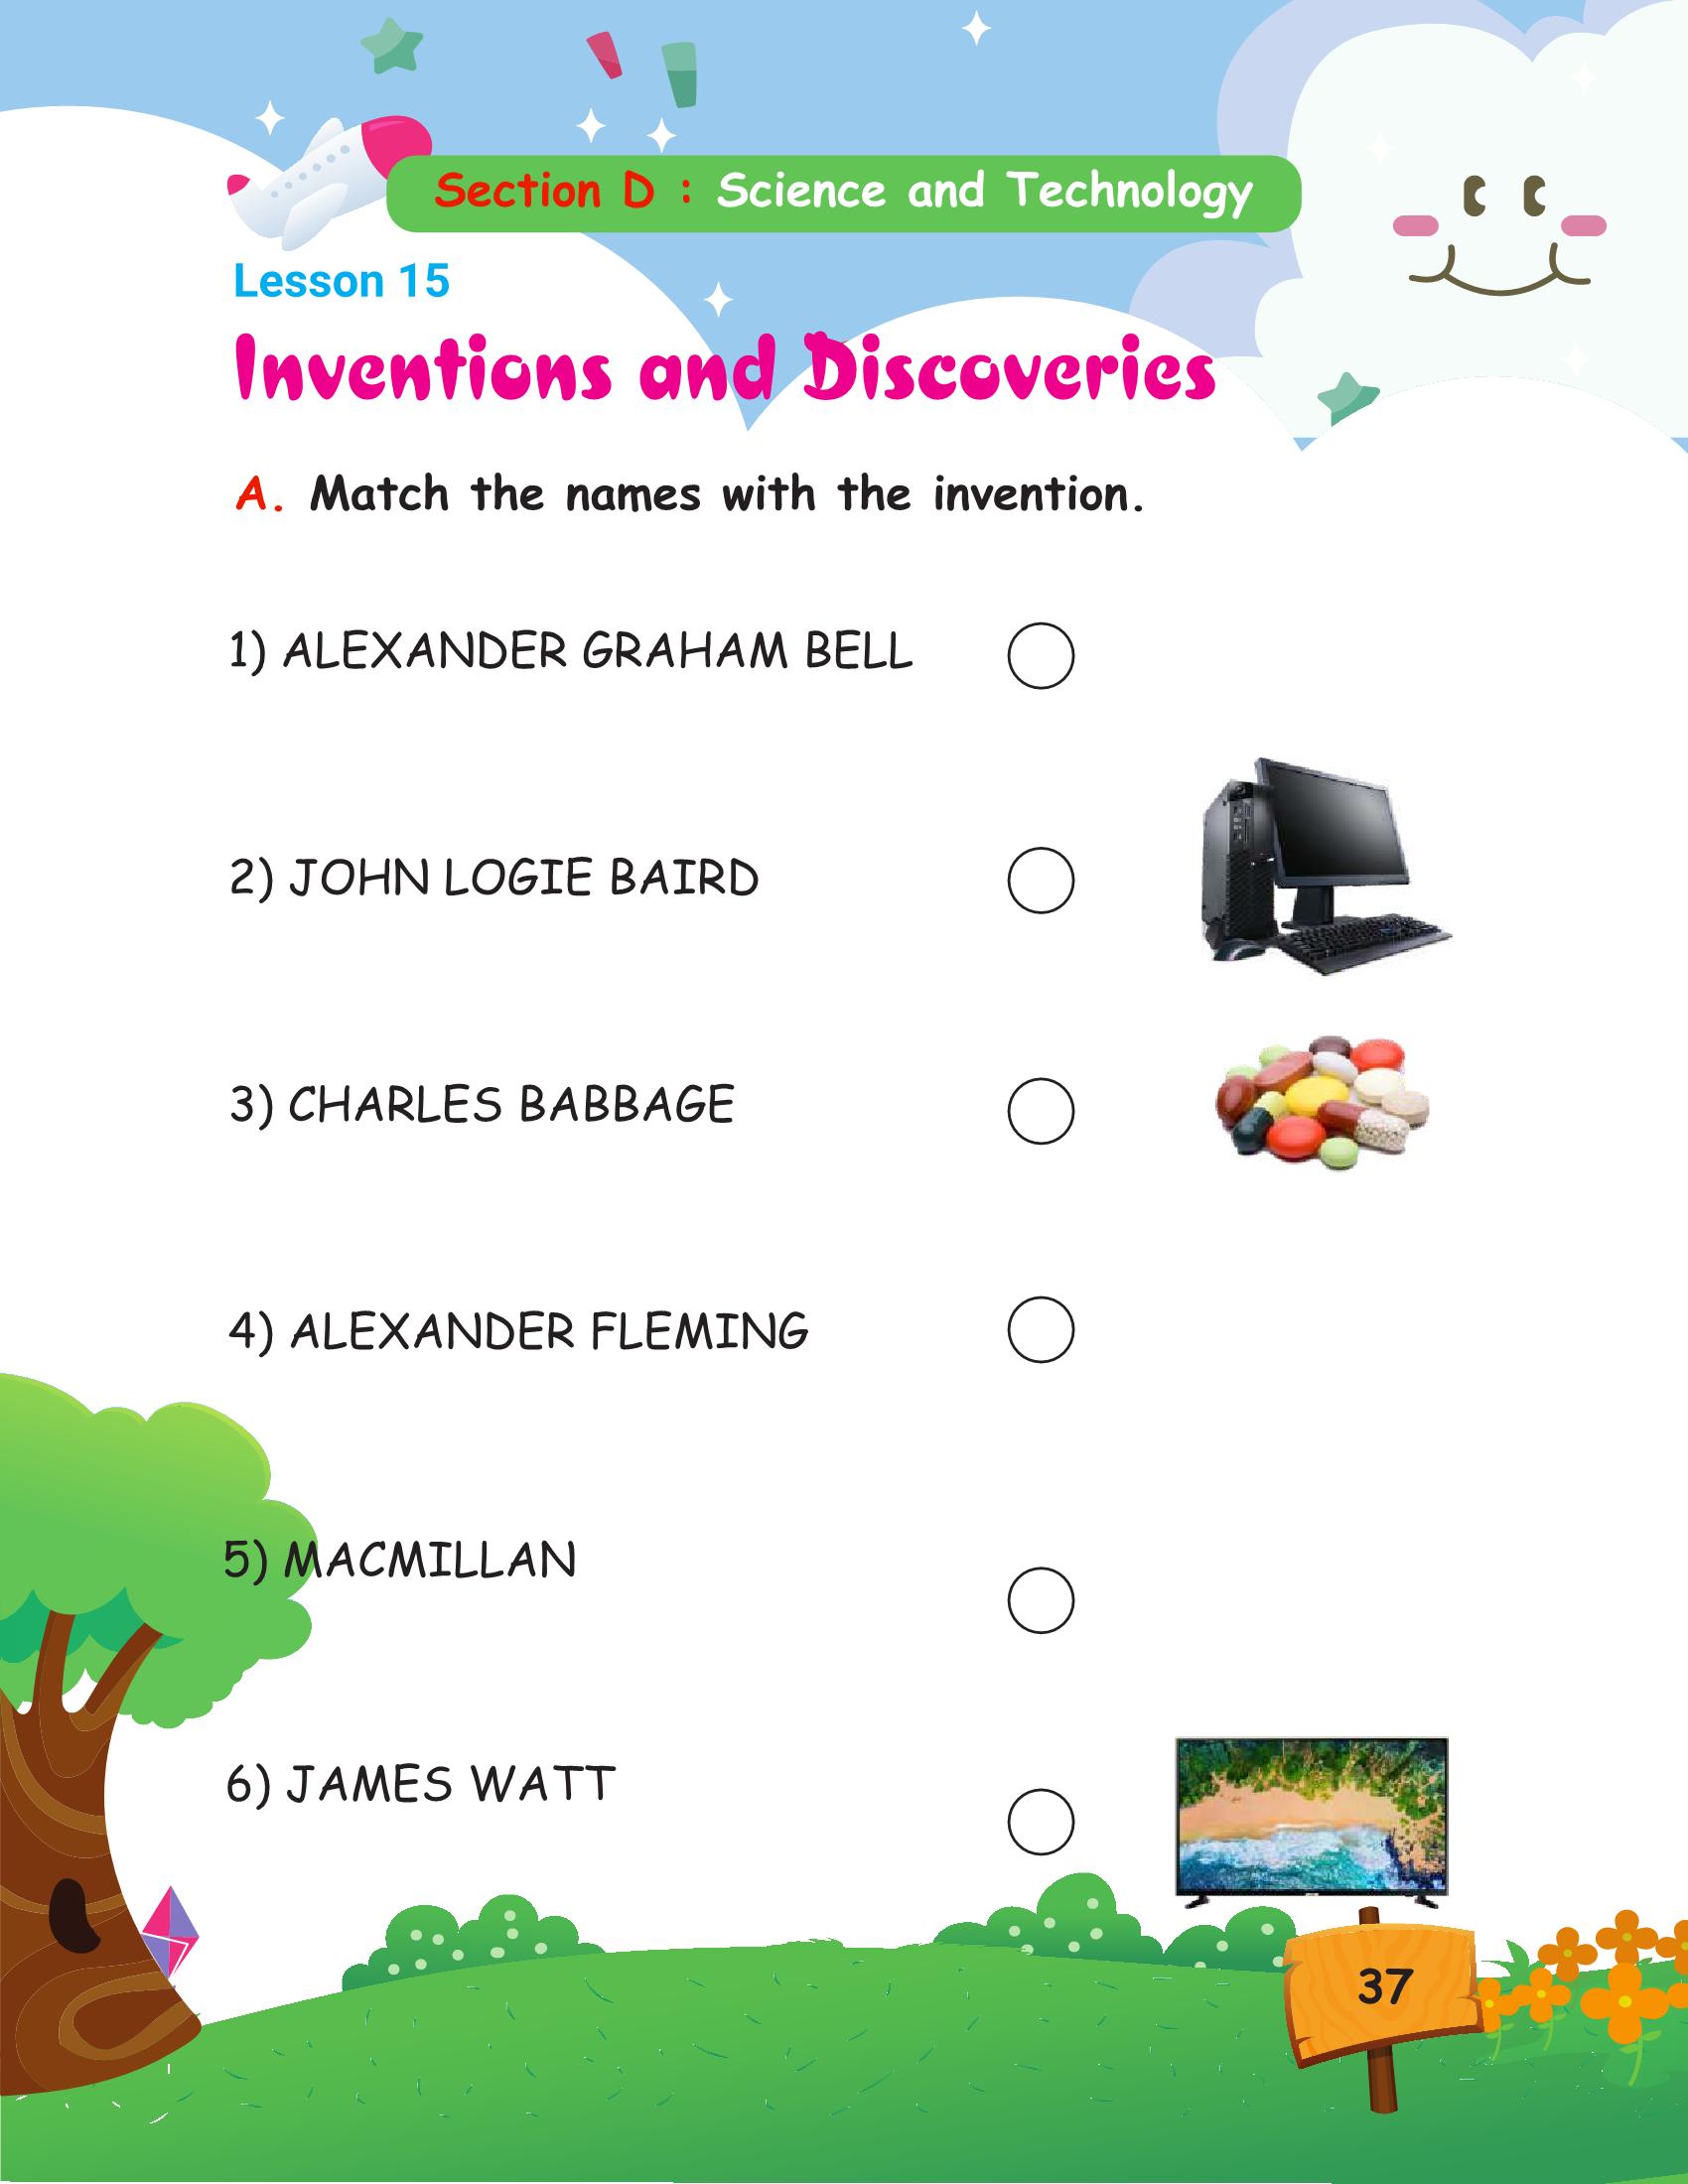 Section D : Science and Technology
Lesson 15
Inventions and Discoveries
A. Match the names with the invention.
1) ALEXANDER GRAHAM BELL
2) JOHN LOGIE BAIRD
3) CHARLES BABBAGE
4) ALEXANDER FLEMING
5) MACMILLAN
6) JAMES WATT
37